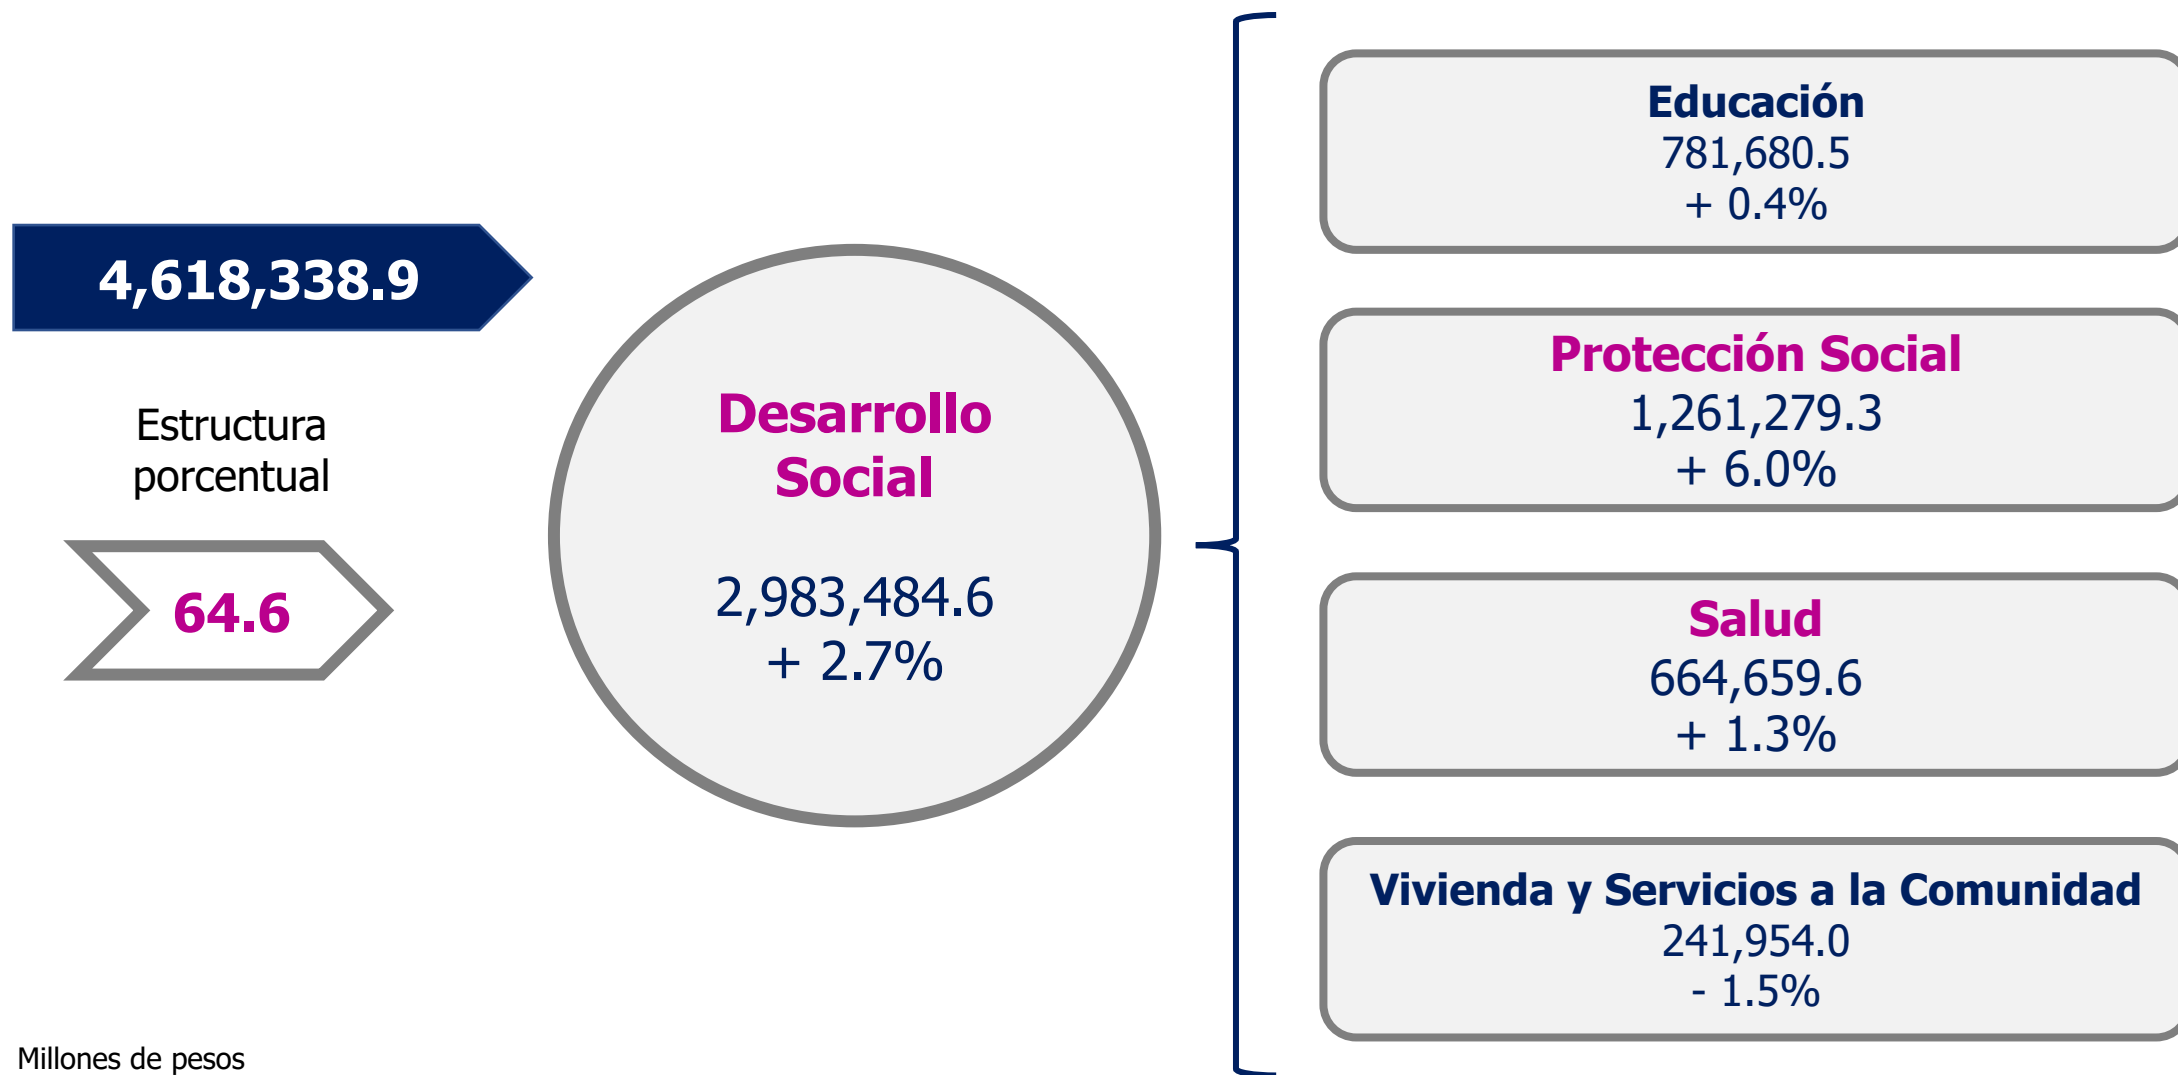 4,618,338.9
Estructura
porcentual
64.6
Desarrollo
Social
2,983,484.6
+ 2.7%
Educación
781,680.5
+ 0.4%
Protección Social
1,261,279.3
+ 6.0%
Salud
664,659.6
+ 1.3%
Vivienda y Servicios a la Comunidad
241,954.0
- 1.5%
Millones de pesos